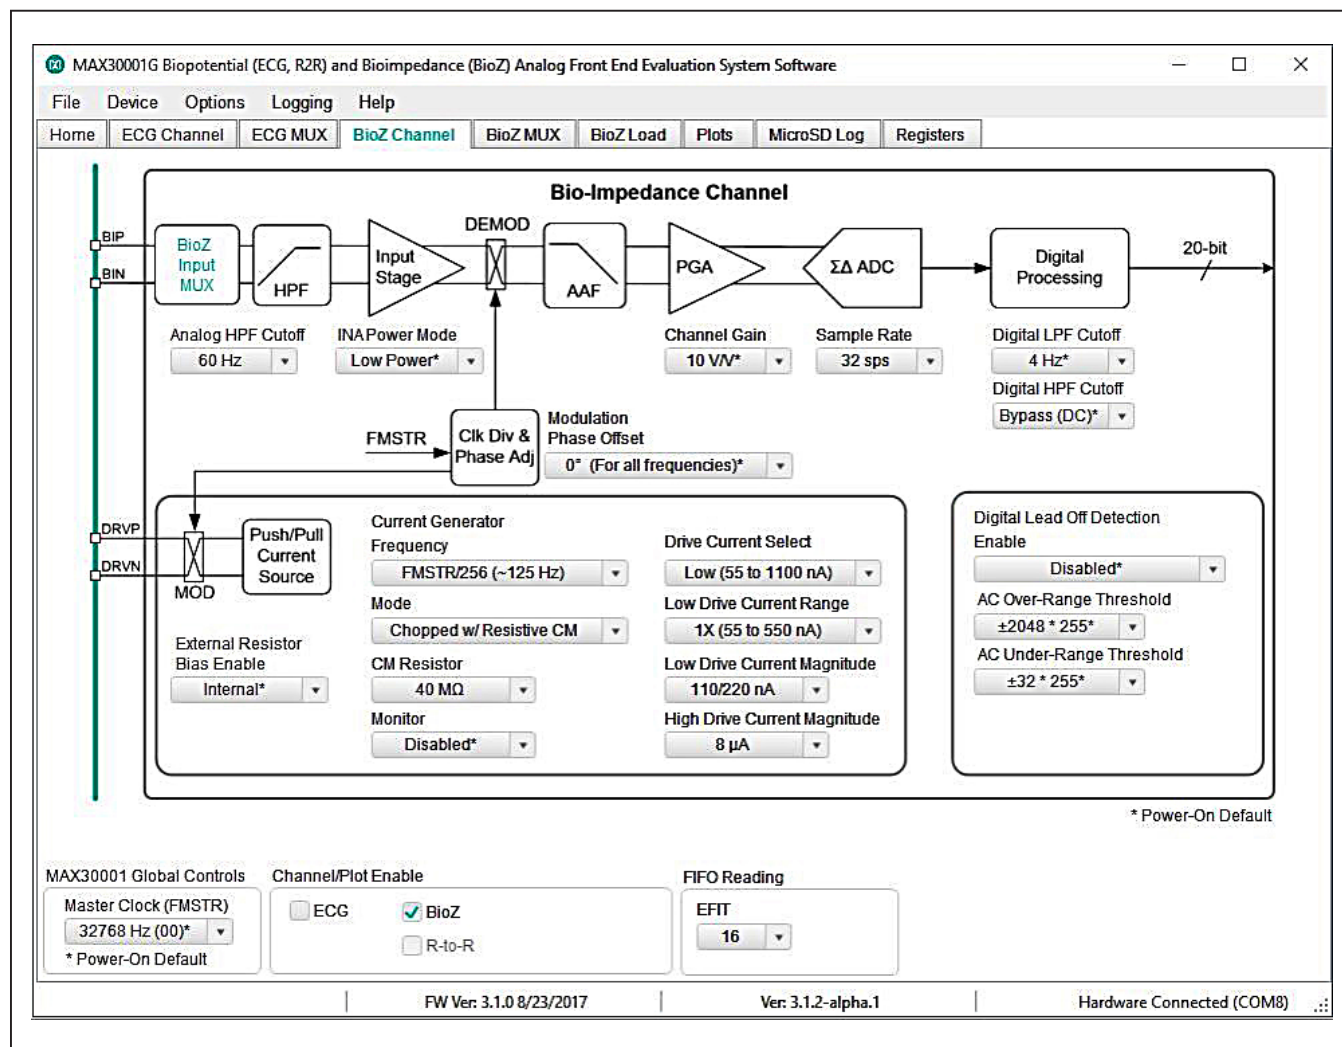 MAX30001G Biopotential (ECG, R2R) and Bioimpedance (BioZ) Analog Front End Evaluation System Software
File Device Options Logging Help
Home ECG Channel ECG MUX BioZ Channel BioZ MUX BioZ Load Plots MicroSD Log Registers
Bio-Impedance Channel
BIP
BIN
BioZ
Input
MUX
HPF
Input
Stage
DEMOD
AAF
PGA
ΣΔ ADC
Digital
Processing
20-bit
Analog HPF Cutoff
60 Hz
INA Power Mode
Low Power*
Channel Gain
10 V/V*
Sample Rate
32 sps
Digital LPF Cutoff
4 Hz*
Digital HPF Cutoff
Bypass (DC)*
FMSTR
Clk Div &
Phase Adj
Modulation
Phase Offset
0° (For all frequencies)*
DRVP
DRVN
MOD
Push/Pull
Current
Source
External Resistor
Bias Enable
Internal*
Current Generator
Frequency
FMSTR/256 (~125 Hz)
Mode
Chopped w/ Resistive CM
CM Resistor
40 MΩ
Monitor
Disabled*
Drive Current Select
Low (55 to 1100 nA)
Low Drive Current Range
1X (55 to 550 nA)
Low Drive Current Magnitude
110/220 nA
High Drive Current Magnitude
8 µA
Digital Lead Off Detection
Enable
Disabled*
AC Over-Range Threshold
±2048 * 255*
AC Under-Range Threshold
±32 * 255*
* Power-On Default
MAX30001 Global Controls
Master Clock (FMSTR)
32768 Hz (00)*
* Power-On Default
Channel/Plot Enable
ECG
BioZ
R-to-R
FIFO Reading
EFIT
16
FW Ver: 3.1.0 8/23/2017
Ver: 3.1.2-alpha.1
Hardware Connected (COM8)